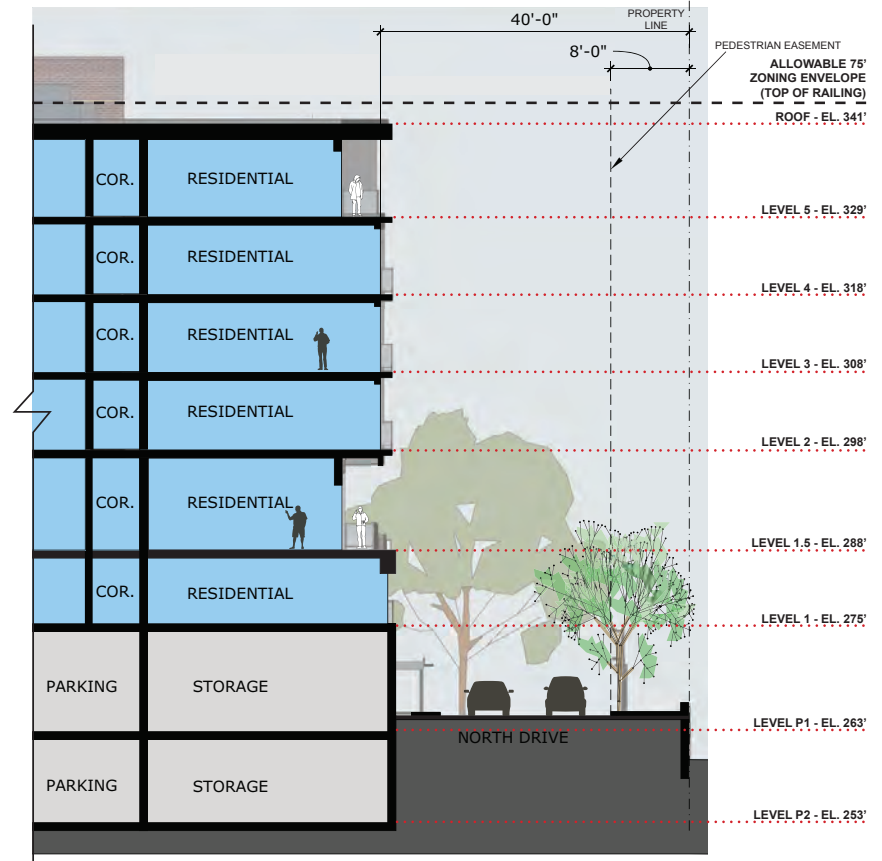 40'-0"
PROPERTY
LINE
8'-0"
PEDESTRIAN EASEMENT
ALLOWABLE 75'
ZONING ENVELOPE
(TOP OF RAILING)
ROOF - EL. 341'
COR.
RESIDENTIAL
LEVEL 5 - EL. 329'
COR.
RESIDENTIAL
LEVEL 4 - EL. 318'
COR.
RESIDENTIAL
LEVEL 3 - EL. 308'
COR.
RESIDENTIAL
LEVEL 2 - EL. 298'
COR.
RESIDENTIAL
LEVEL 1.5 - EL. 288'
COR.
RESIDENTIAL
LEVEL 1 - EL. 275'
PARKING
STORAGE
NORTH DRIVE
LEVEL P1 - EL. 263'
PARKING
STORAGE
LEVEL P2 - EL. 253'